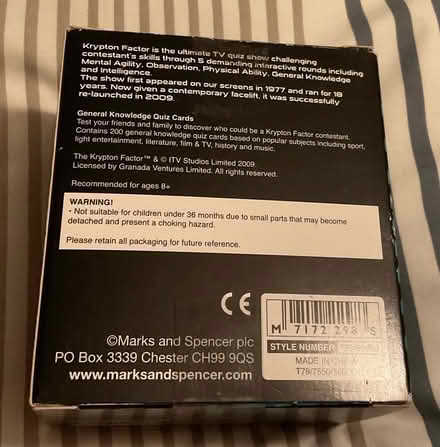 Krypton Factor is the ultimate TV quiz show challenging
contestant's skills through 5 demanding interactive rounds including
Mental Agility, Observation, Physical Ability, General Knowledge
and Intelligence.
The show first appeared on our screens in 1977 and ran for 18
years. Now given a contemporary facelift, it was successfully
re-launched in 2009.
General Knowledge Quiz Cards
Test your friends and family to discover who could be a Krypton Factor contestant.
Contains 200 general knowledge quiz cards based on popular subjects including sport,
light entertainment, literature, film & TV, history and music.
The Krypton Factor™ & © ITV Studios Limited 2009
Licensed by Granada Ventures Limited. All rights reserved.
Recommended for ages 8+
WARNING!
• Not suitable for children under 36 months due to small parts that may become
detached and present a choking hazard.
Please retain all packaging for future reference.
CE
©Marks and Spencer plc
PO Box 3339 Chester CH99 9QS
www.marksandspencer.com
M 7172 298 S
STYLE NUMBER
MADE IN